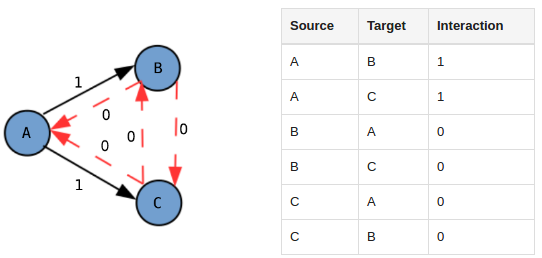 1
B
0
A
0
0
0
1
C
Source Target Interaction
A B 1
A C 1
B A 0
B C 0
C A 0
C B 0